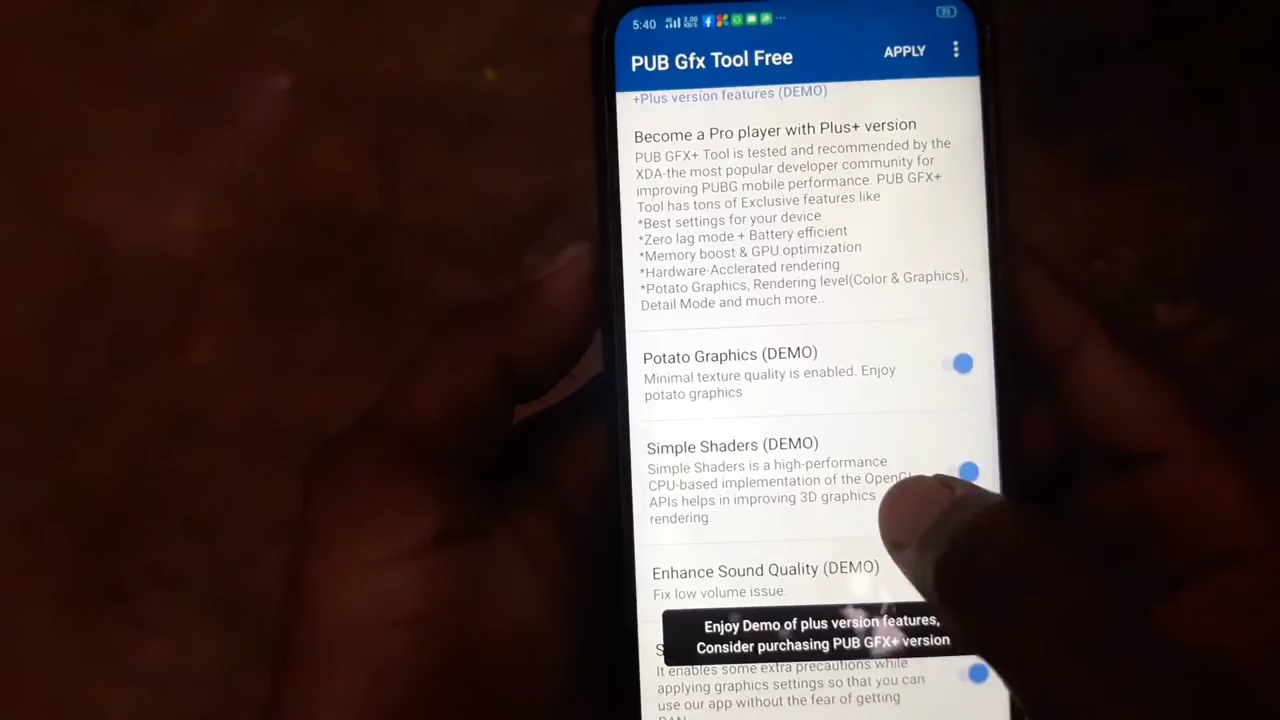 5:40 2.00 KB/S ... 71
PUB Gfx Tool Free APPLY
+Plus version features (DEMO)
Become a Pro player with Plus+ version
PUB GFX+ Tool is tested and recommended by the
XDA-the most popular developer community for
improving PUBG mobile performance. PUB GFX+
Tool has tons of Exclusive features like
*Best settings for your device
*Zero lag mode + Battery efficient
*Memory boost & GPU optimization
*Hardware-Acclerated rendering
*Potato Graphics, Rendering level(Color & Graphics),
Detail Mode and much more..
Potato Graphics (DEMO)
Minimal texture quality is enabled. Enjoy
potato graphics
Simple Shaders (DEMO)
Simple Shaders is a high-performance
CPU-based implementation of the OpenGL
APIs helps in improving 3D graphics
rendering
Enhance Sound Quality (DEMO)
Fix low volume issue.
Enjoy Demo of plus version features,
Consider purchasing PUB GFX+ version
It enables some extra precautions while
applying graphics settings so that you can
use our app without the fear of getting
BAN